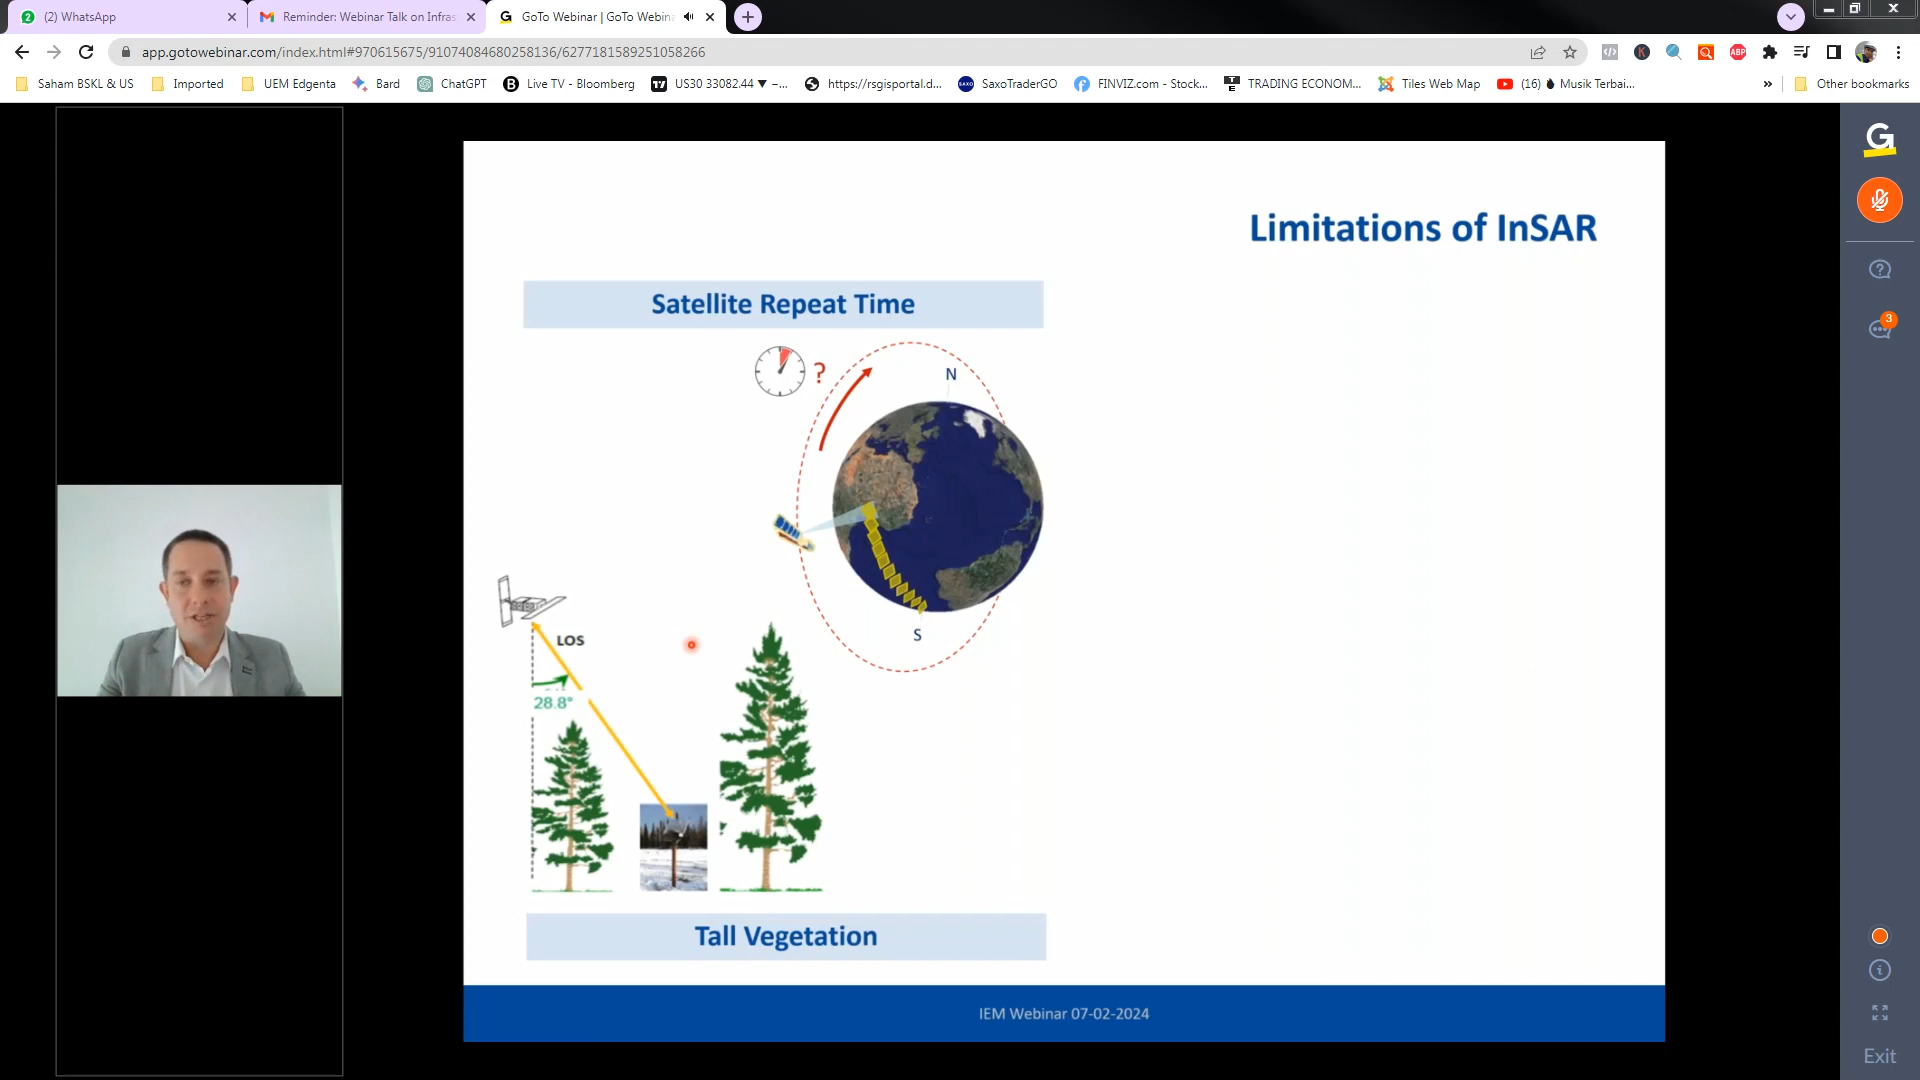 (2) WhatsApp
Reminder: Webinar Talk on Infras
GoTo Webinar | GoTo Webin
app.gotowebinar.com/index.html#970615675/91074084680258136/6277181589251058266
Saham BSKL & US
Imported
UEM Edgenta
Bard
ChatGPT
Live TV - Bloomberg
US30 33082.44 ▼ –...
https://rsgisportal.d...
SaxoTraderGO
FINVIZ.com - Stock...
TRADING ECONOM...
Tiles Web Map
(16) Musik Terbai...
»
Other bookmarks
Limitations of InSAR
Satellite Repeat Time
?
N
S
LOS
28.8°
Tall Vegetation
IEM Webinar 07-02-2024
G
3
Exit